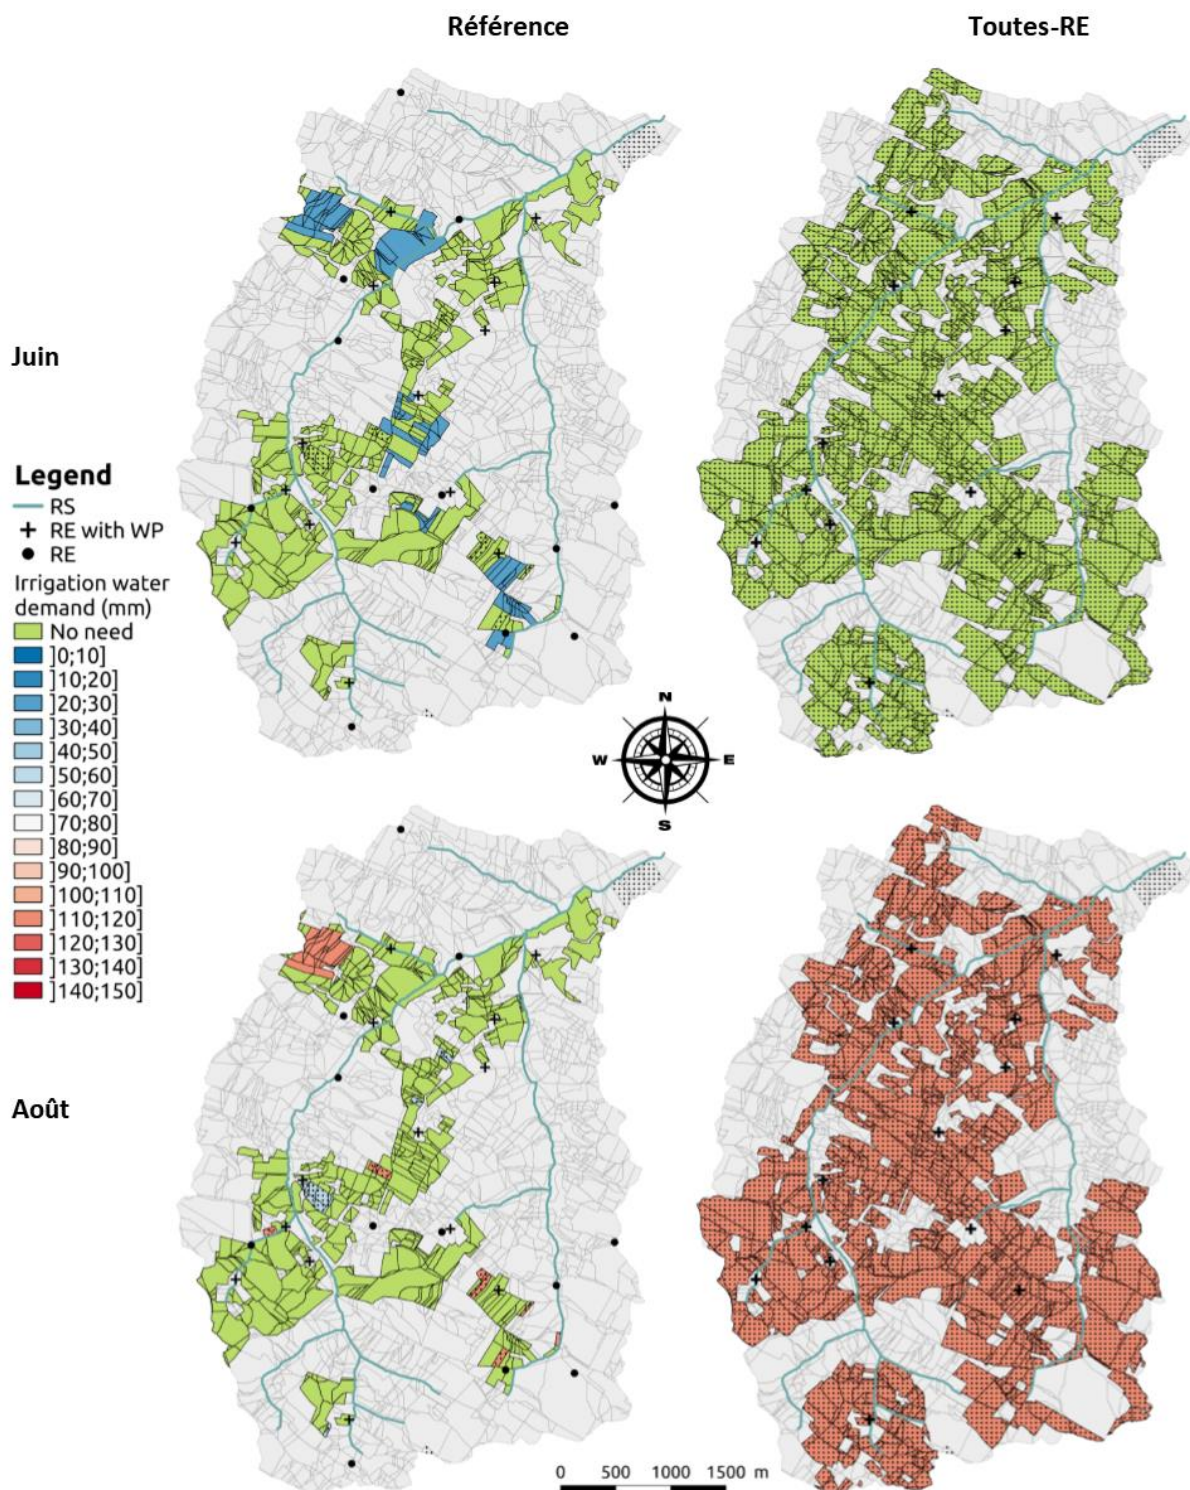 Référence
Toutes-RE
Juin
Legend
RS
RE with WP
RE
Irrigation water
demand (mm)
No need
]0;10]
]10;20]
]20;30]
]30;40]
]40;50]
]50;60]
]60;70]
]70;80]
]80;90]
]90;100]
]100;110]
]110;120]
]120;130]
]130;140]
]140;150]
N
W
E
S
Août
0 500 1000 1500 m